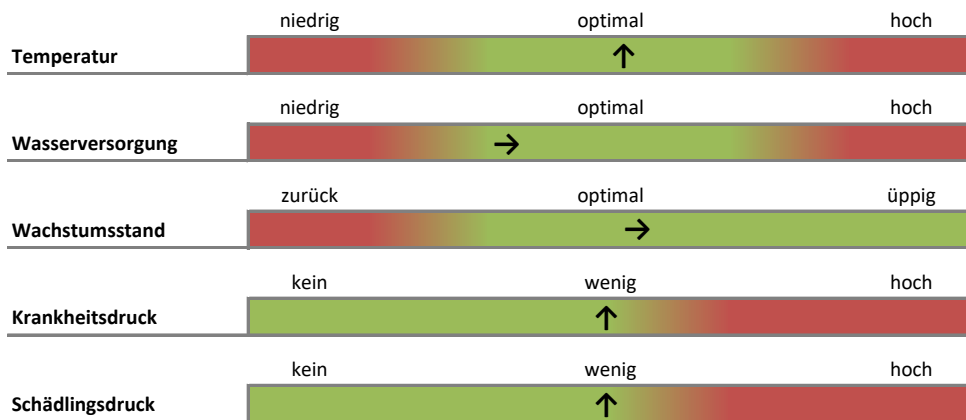 niedrig optimal hoch
Temperatur ↑
niedrig optimal hoch
Wasserversorgung →
zurück optimal üppig
Wachstumsstand →
kein wenig hoch
Krankheitsdruck ↑
kein wenig hoch
Schädlingsdruck ↑